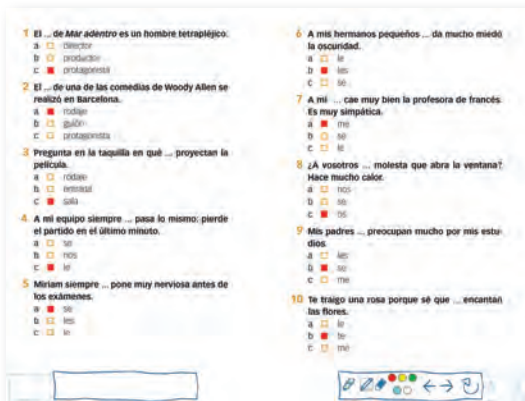 1 El ... de Mar adentro es un hombre tetrapléjico.
a director
b productor
c protagonista
2 El ... de una de las comedias de Woody Allen se
realizó en Barcelona.
a rodaje
b guión
c protagonista
3 Pregunta en la taquilla en qué ... proyectan la
película.
a rodaje
b entrada
c sala
4 A mi equipo siempre ... pasa lo mismo: pierde
el partido en el último minuto.
a se
b nos
c le
5 Miriam siempre ... pone muy nerviosa antes de
los exámenes.
a se
b les
c le
6 A mis hermanos pequeños ... da mucho miedo
la oscuridad.
a le
b les
c se
7 A mí ... cae muy bien la profesora de francés.
Es muy simpática.
a me
b se
c le
8 ¿A vosotros ... molesta que abra la ventana?
Hace mucho calor.
a nos
b se
c os
9 Mis padres ... preocupan mucho por mis estu-
dios.
a les
b se
c me
10 Te traigo una rosa porque sé que ... encantan
las flores.
a le
b te
c me